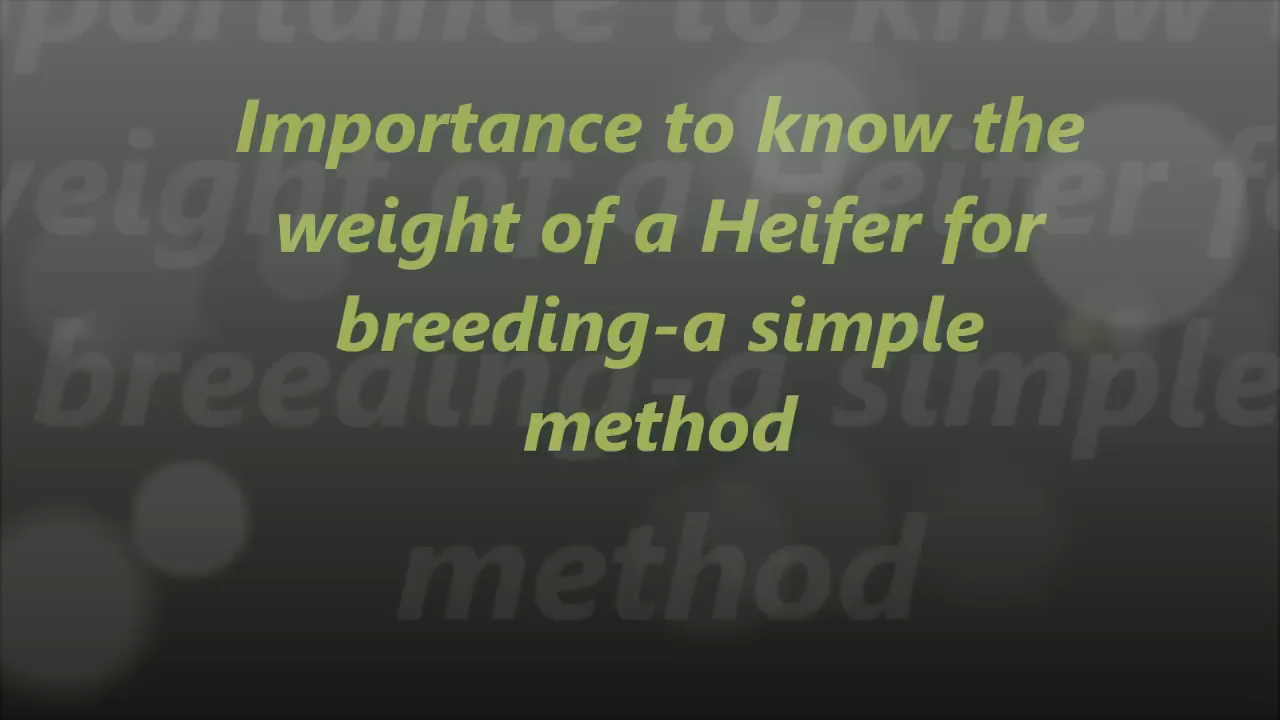 Importance to know the
weight of a Heifer for
breeding-a simple
method